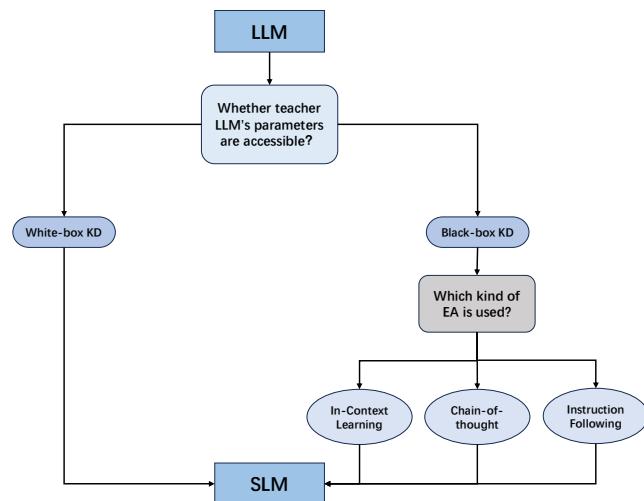 LLM
Whether teacher
LLM's parameters
are accessible?
White-box KD
Black-box KD
Which kind of
EA is used?
In-Context
Learning
Chain-of-
thought
Instruction
Following
SLM